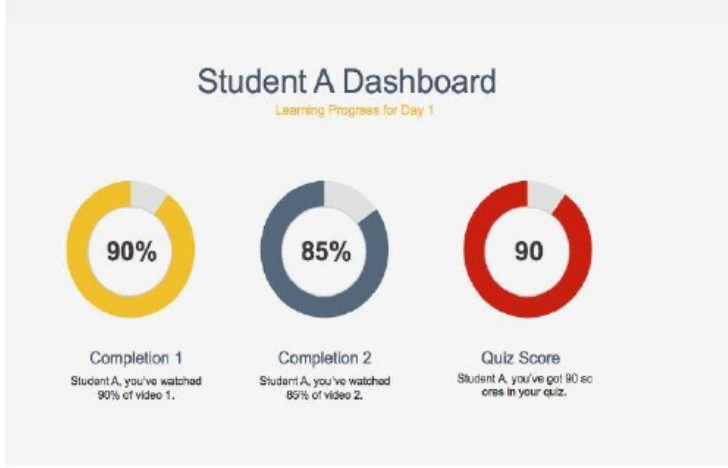 Student A Dashboard
Learning Progress for Day 1
90%
85%
90
Completion 1
Student A, you've watched
90% of video 1.
Completion 2
Student A, you've watched
85% of video 2.
Quiz Score
Student A, you've got 90 sc
ores in your quiz.